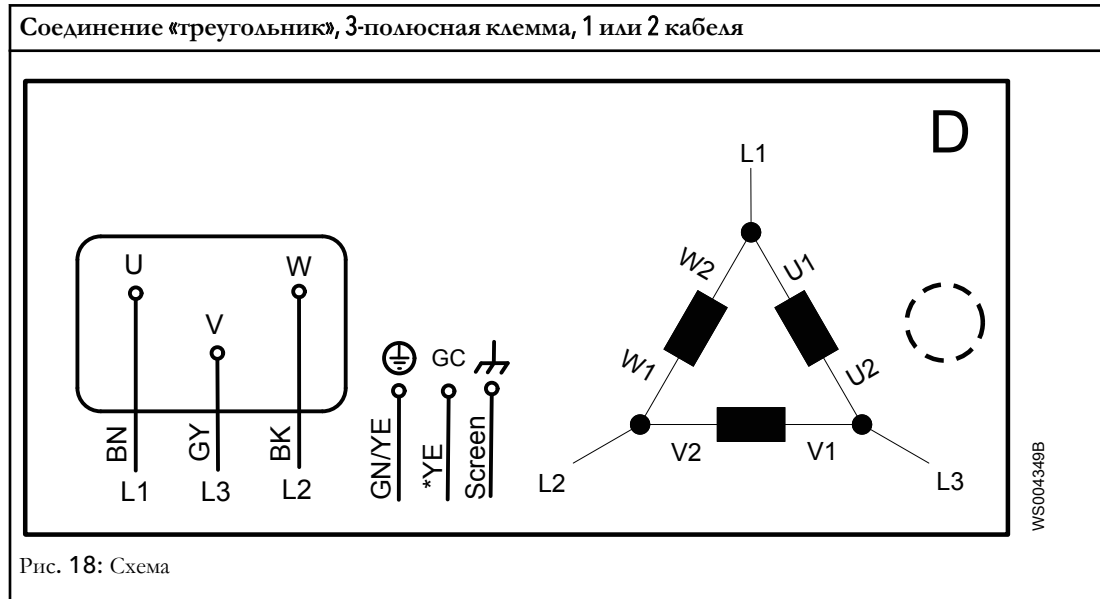 Соединение «треугольник», 3-полюсная клемма, 1 или 2 кабеля
D
L1
U
W
V
W2
U1
GC
W1
U2
BN
GY
BK
GN/YE
*YE
Screen
V2
V1
L1
L3
L2
L2
L3
WS004349B
Рис. 18: Схема